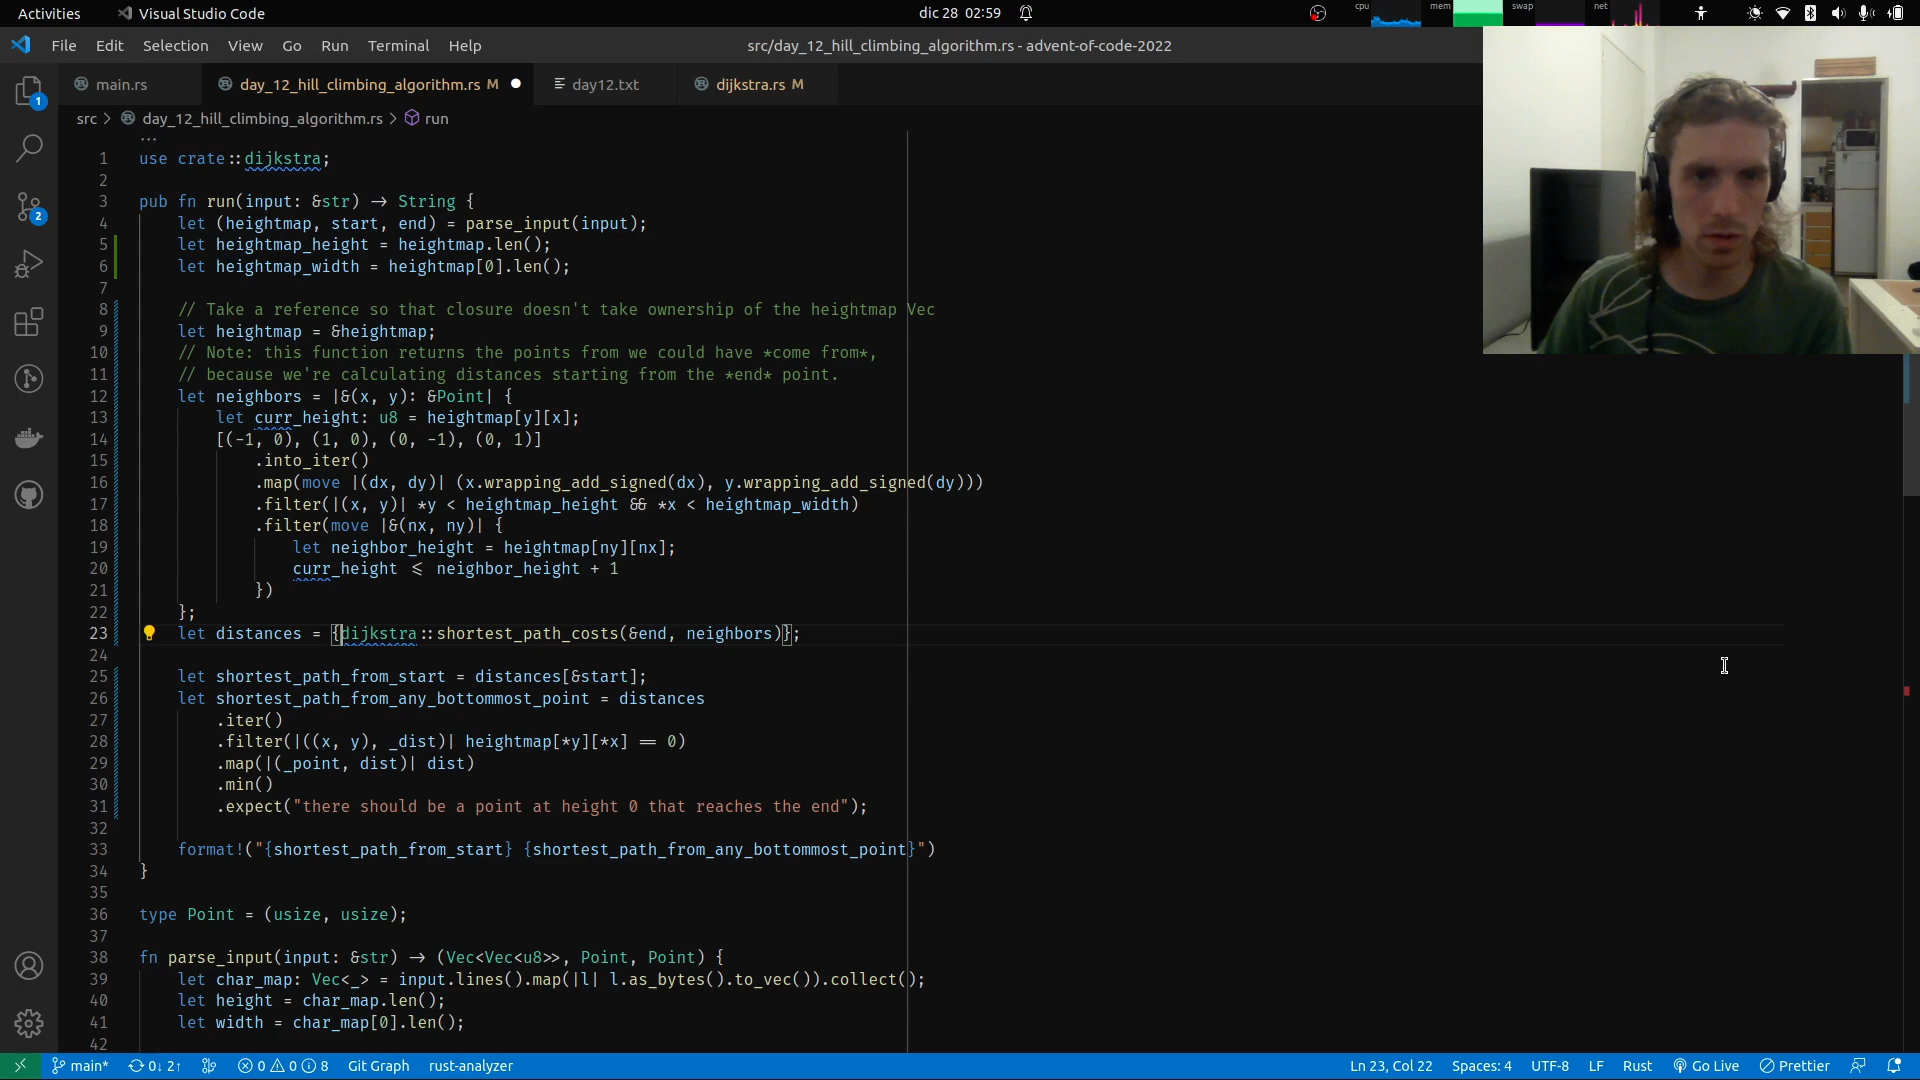 Activities
Visual Studio Code
dic 28 02:59
cpu
mem
swap
net
File Edit Selection View Go Run Terminal Help
src/day_12_hill_climbing_algorithm.rs - advent-of-code-2022
main.rs
day_12_hill_climbing_algorithm.rs M
day12.txt
dijkstra.rs M
src > day_12_hill_climbing_algorithm.rs > run
1
2
...
1 use crate::dijkstra;
2
3 pub fn run(input: &str) -> String {
4 let (heightmap, start, end) = parse_input(input);
5 let heightmap_height = heightmap.len();
6 let heightmap_width = heightmap[0].len();
7
8 // Take a reference so that closure doesn't take ownership of the heightmap Vec
9 let heightmap = &heightmap;
10 // Note: this function returns the points from we could have *come from*,
11 // because we're calculating distances starting from the *end* point.
12 let neighbors = |&(x, y): &Point| {
13 let curr_height: u8 = heightmap[y][x];
14 [(-1, 0), (1, 0), (0, -1), (0, 1)]
15 .into_iter()
16 .map(move |(dx, dy)| (x.wrapping_add_signed(dx), y.wrapping_add_signed(dy)))
17 .filter(|(x, y)| *y < heightmap_height && *x < heightmap_width)
18 .filter(move |&(nx, ny)| {
19 let neighbor_height = heightmap[ny][nx];
20 curr_height <= neighbor_height + 1
21 })
22 };
23 let distances = {dijkstra::shortest_path_costs(&end, neighbors)};
24
25 let shortest_path_from_start = distances[&start];
26 let shortest_path_from_any_bottommost_point = distances
27 .iter()
28 .filter(|((x, y), _dist)| heightmap[*y][*x] == 0)
29 .map(|(_point, dist)| dist)
30 .min()
31 .expect("there should be a point at height 0 that reaches the end");
32
33 format!("{shortest_path_from_start} {shortest_path_from_any_bottommost_point}")
34 }
35
36 type Point = (usize, usize);
37
38 fn parse_input(input: &str) -> (Vec<Vec<u8>>, Point, Point) {
39 let char_map: Vec<_> = input.lines().map(|l| l.as_bytes().to_vec()).collect();
40 let height = char_map.len();
41 let width = char_map[0].len();
42
main* 0↓ 2↑ 0 0 8 Git Graph rust-analyzer
Ln 23, Col 22 Spaces: 4 UTF-8 LF Rust Go Live Prettier